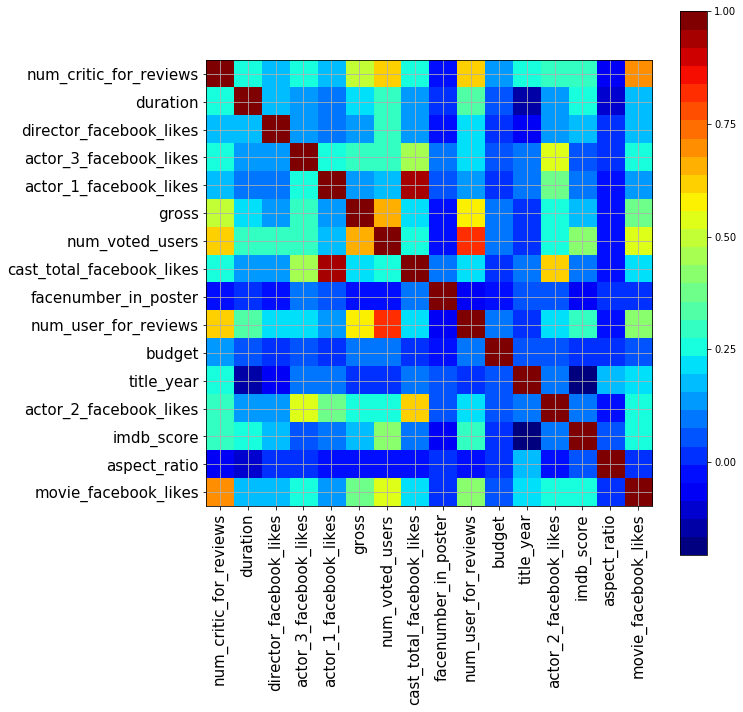 num_critic_for_reviews
duration
director_facebook_likes
actor_3_facebook_likes
actor_1_facebook_likes
gross
num_voted_users
cast_total_facebook_likes
facenumber_in_poster
num_user_for_reviews
budget
title_year
actor_2_facebook_likes
imdb_score
aspect_ratio
movie_facebook_likes
num_critic_for_reviews
duration
director_facebook_likes
actor_3_facebook_likes
actor_1_facebook_likes
gross
num_voted_users
cast_total_facebook_likes
facenumber_in_poster
num_user_for_reviews
budget
title_year
actor_2_facebook_likes
imdb_score
aspect_ratio
movie_facebook_likes
1.00
0.75
0.50
0.25
0.00